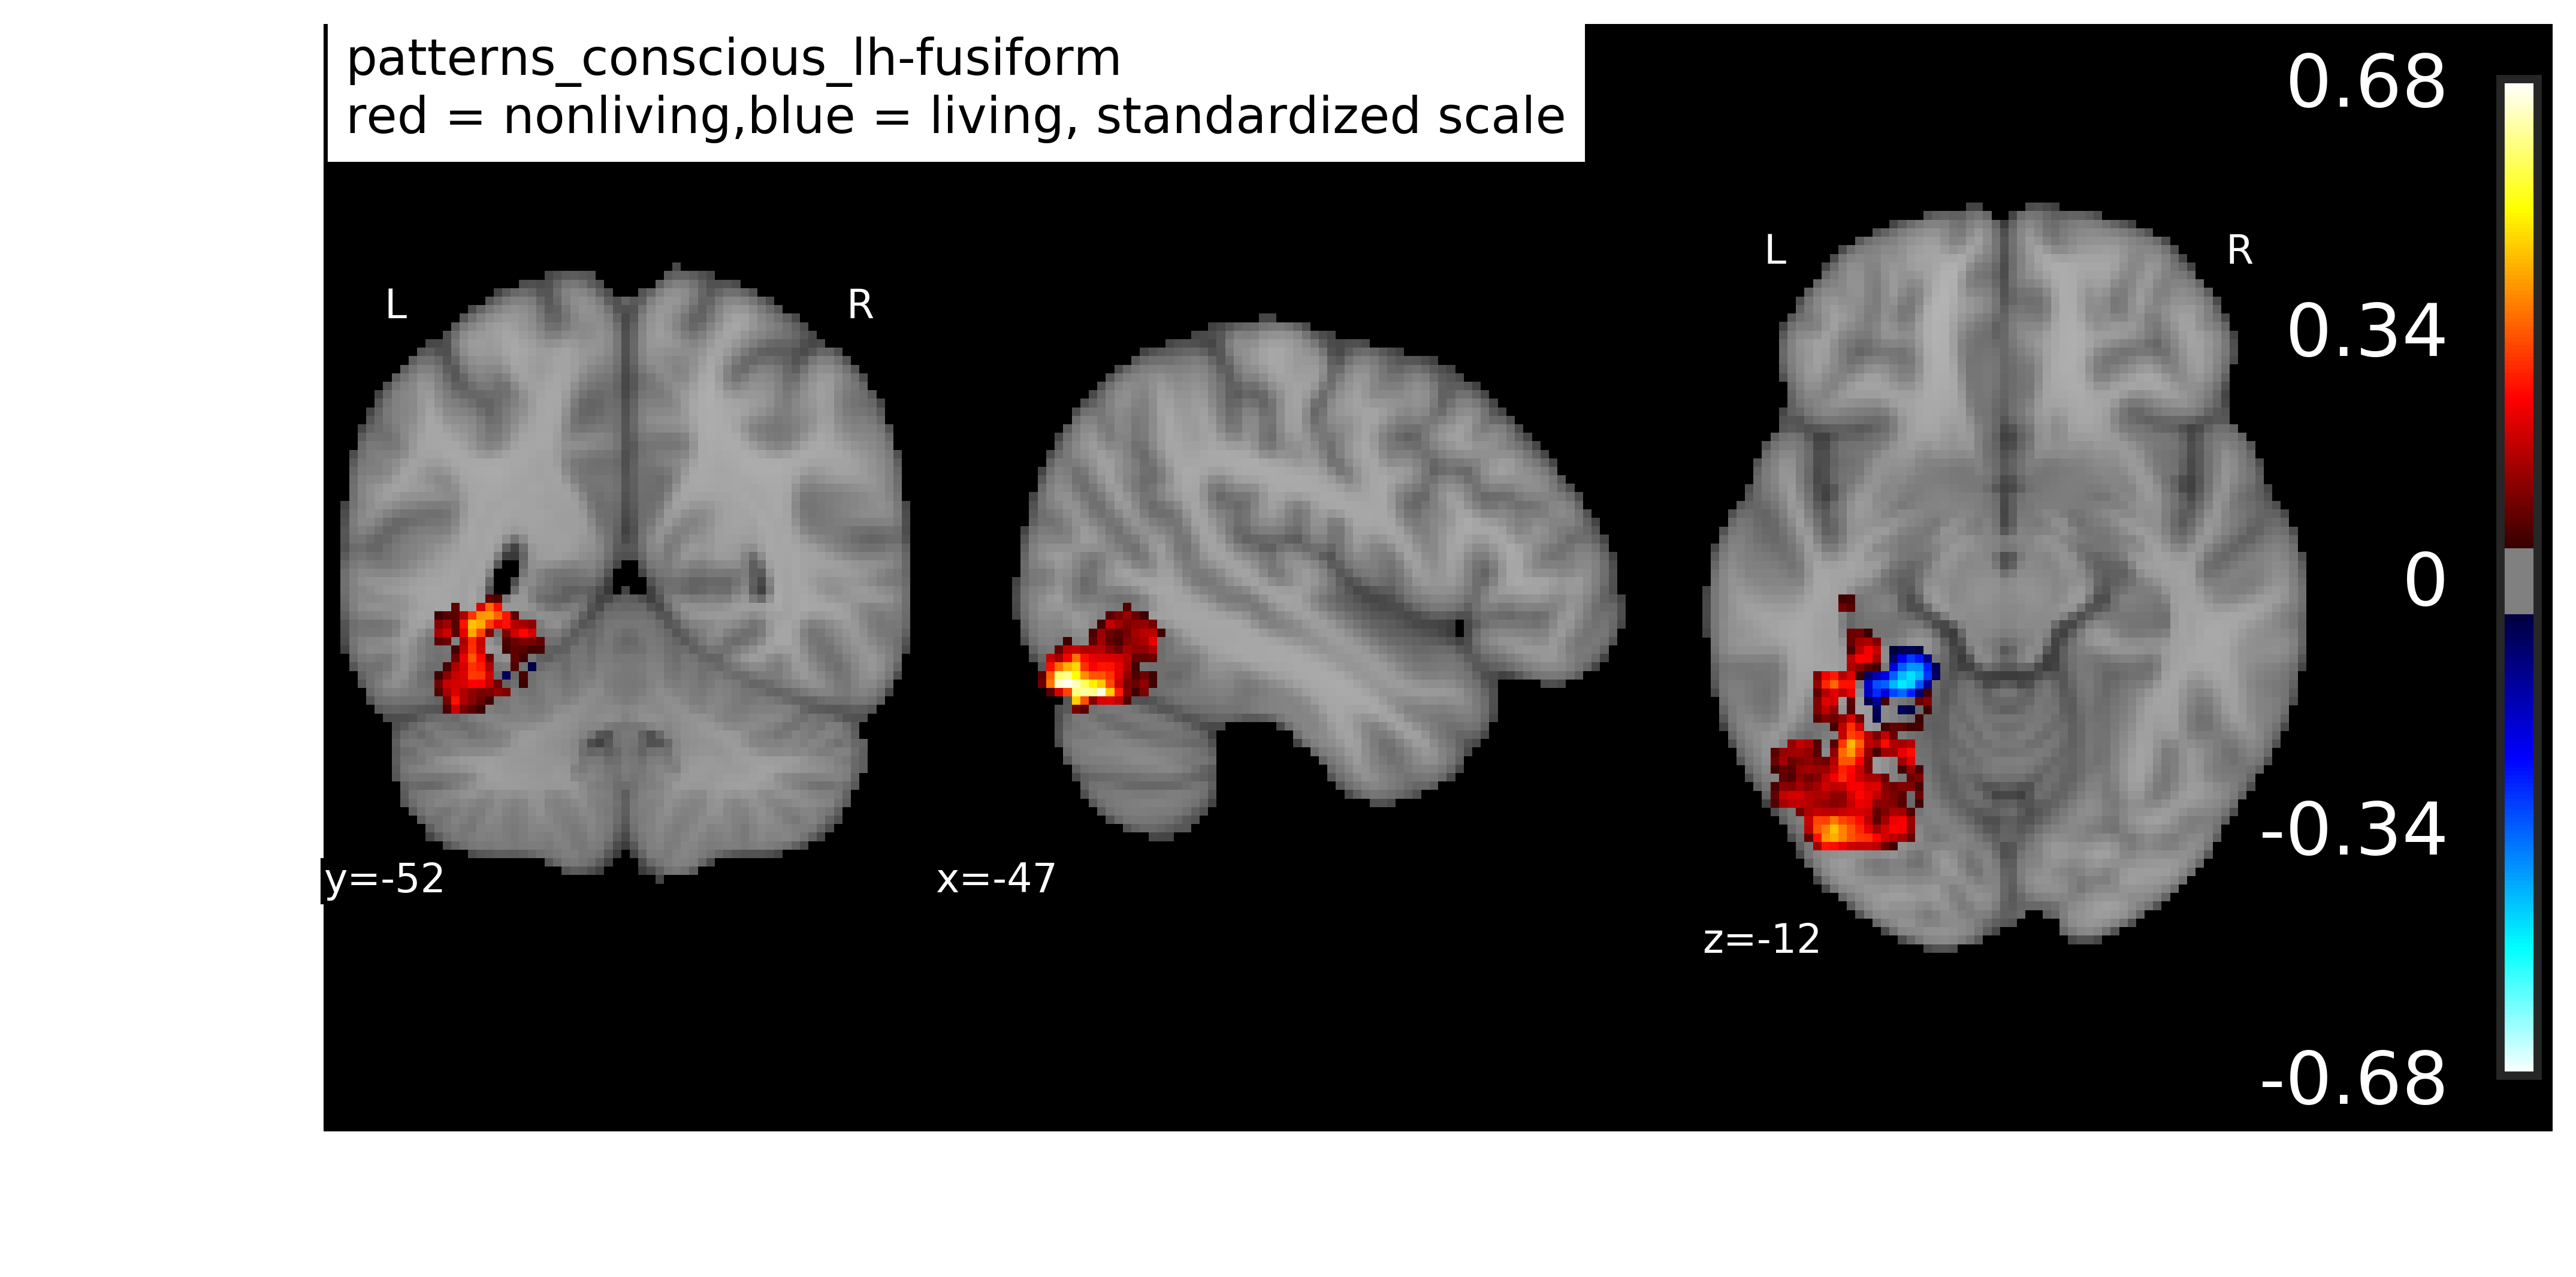 patterns_conscious_lh-fusiform
red = nonliving,blue = living, standardized scale
L
R
y=-52
x=-47
L
R
z=-12
0.68
0.34
0
-0.34
-0.68